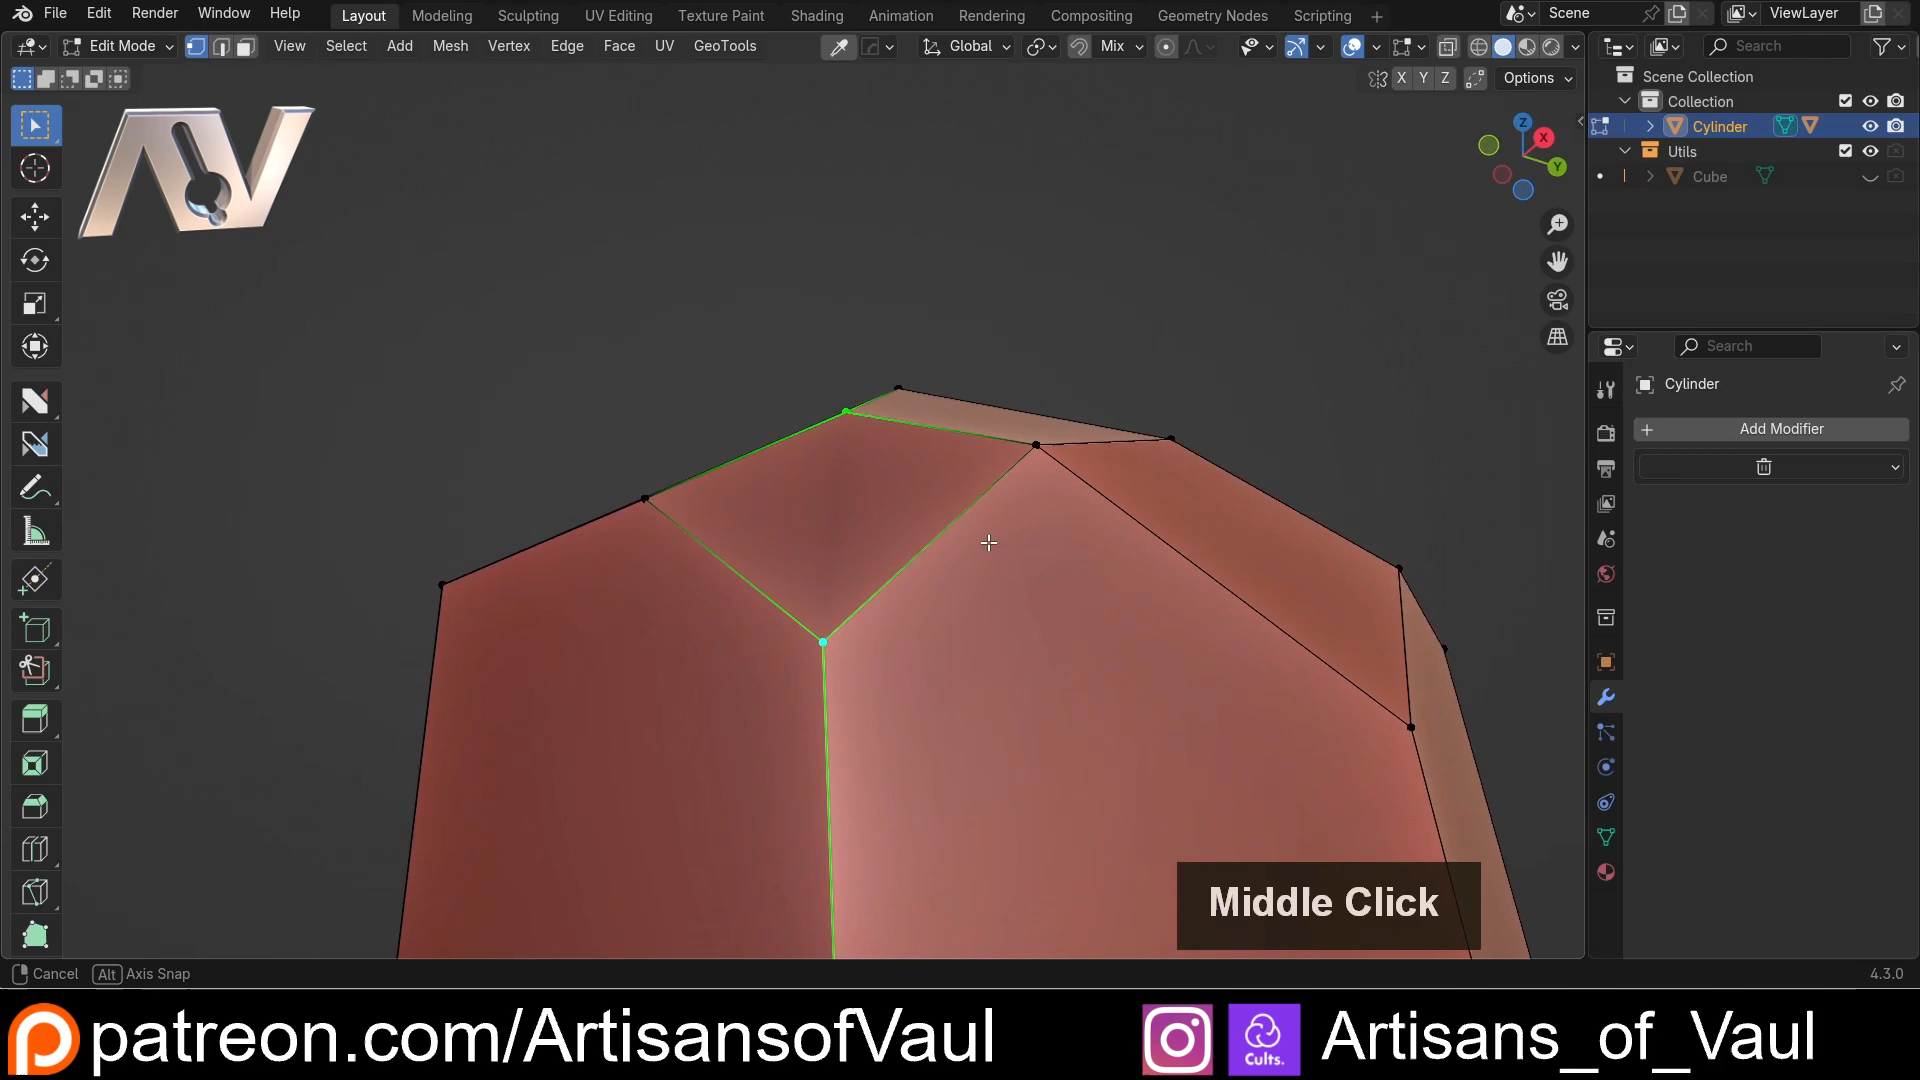 File Edit Render Window Help Layout Modeling Sculpting UV Editing Texture Paint Shading Animation Rendering Compositing Geometry Nodes Scripting + Scene ViewLayer
Edit Mode View Select Add Mesh Vertex Edge Face UV GeoTools Global Mix Search
X Y Z Options
Scene Collection
Collection
Cylinder
Utils
Cube
Z
X
Y
Search
Cylinder
+ Add Modifier
Middle Click
Cancel Alt Axis Snap 4.3.0
patreon.com/ArtisansofVaul Cults. Artisans_of_Vaul